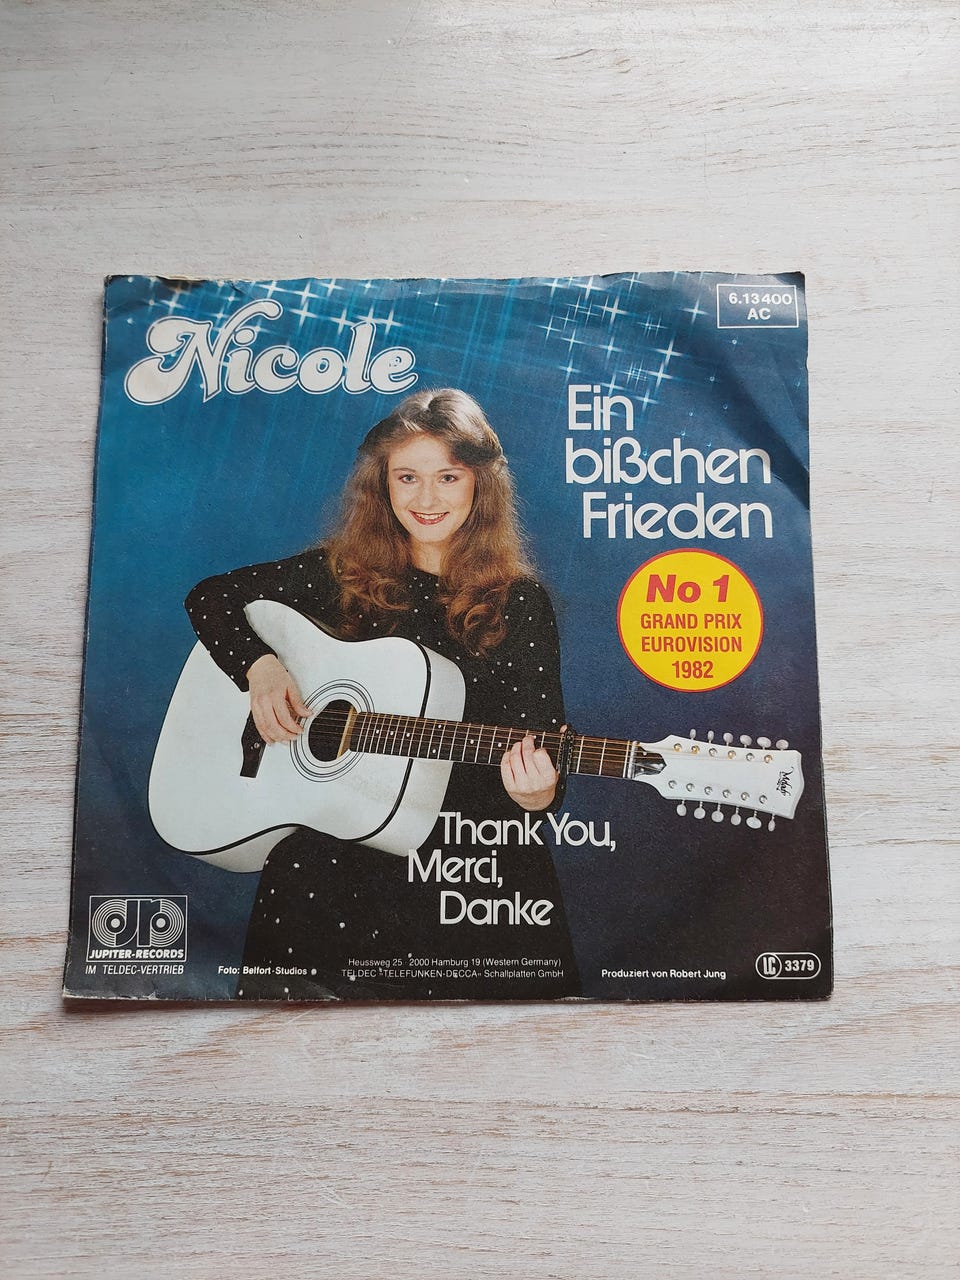 Nicole
6.13400
AC
Ein
bißchen
Frieden
No 1
GRAND PRIX
EUROVISION
1982
Thank You,
Merci,
Danke
JUPITER-RECORDS
IM TELDEC-VERTRIEB
Foto: Belfort-Studios
Heussweg 25 · 2000 Hamburg 19 (Western Germany)
TELDEC »TELEFUNKEN-DECCA« Schallplatten GmbH
Produziert von Robert Jung
LC 3379